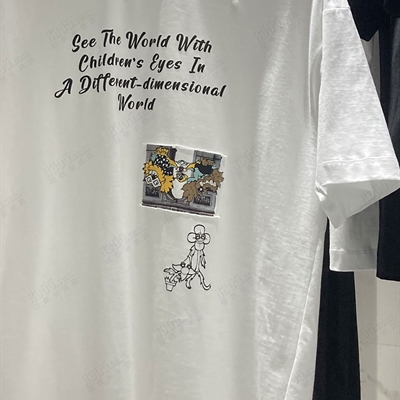 See The World With
Children's Eyes In
A Different-dimensional
World